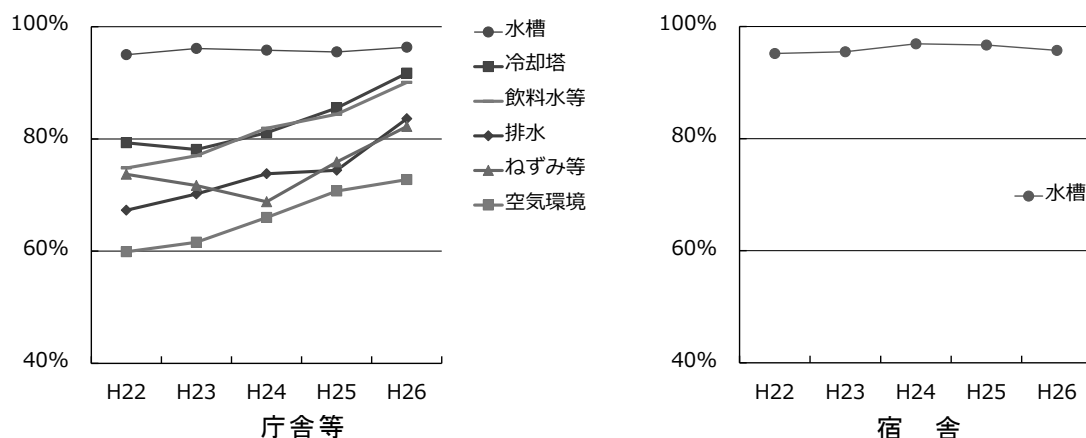 100%
80%
60%
40%
H22 H23 H24 H25 H26
庁舎等
水槽
冷却塔
飲料水等
排水
ねずみ等
空気環境
100%
80%
60%
40%
H22 H23 H24 H25 H26
宿　舎
水槽